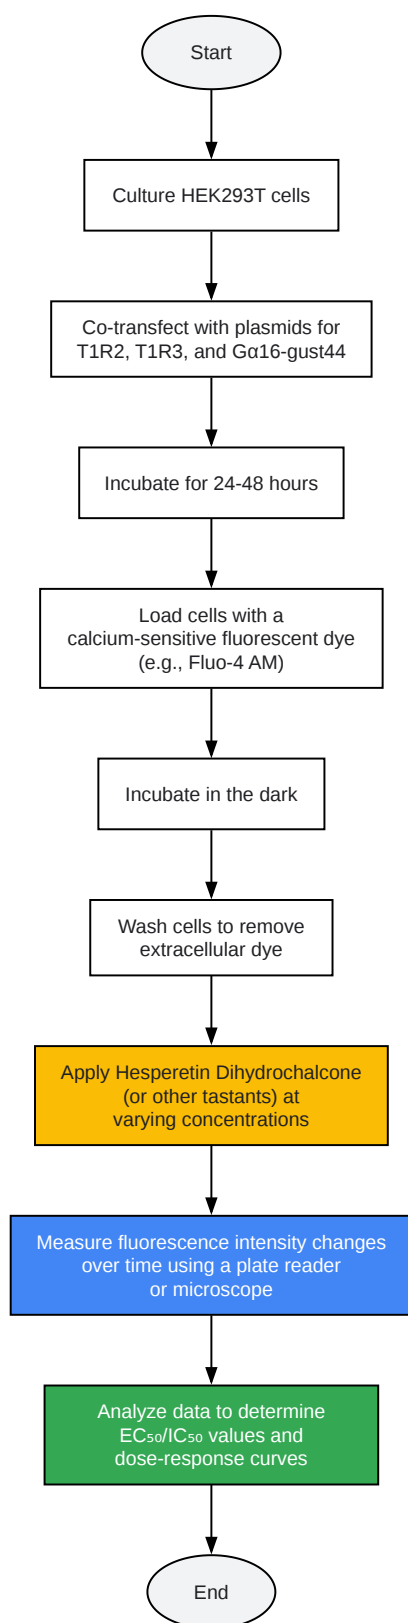 Start
Culture HEK293T cells
Co-transfect with plasmids for
T1R2, T1R3, and Gα16-gust44
Incubate for 24-48 hours
Load cells with a
calcium-sensitive fluorescent dye
(e.g., Fluo-4 AM)
Incubate in the dark
Wash cells to remove
extracellular dye
Apply Hesperetin Dihydrochalcone
(or other tastants) at
varying concentrations
Measure fluorescence intensity changes
over time using a plate reader
or microscope
Analyze data to determine
EC₅₀/IC₅₀ values and
dose-response curves
End